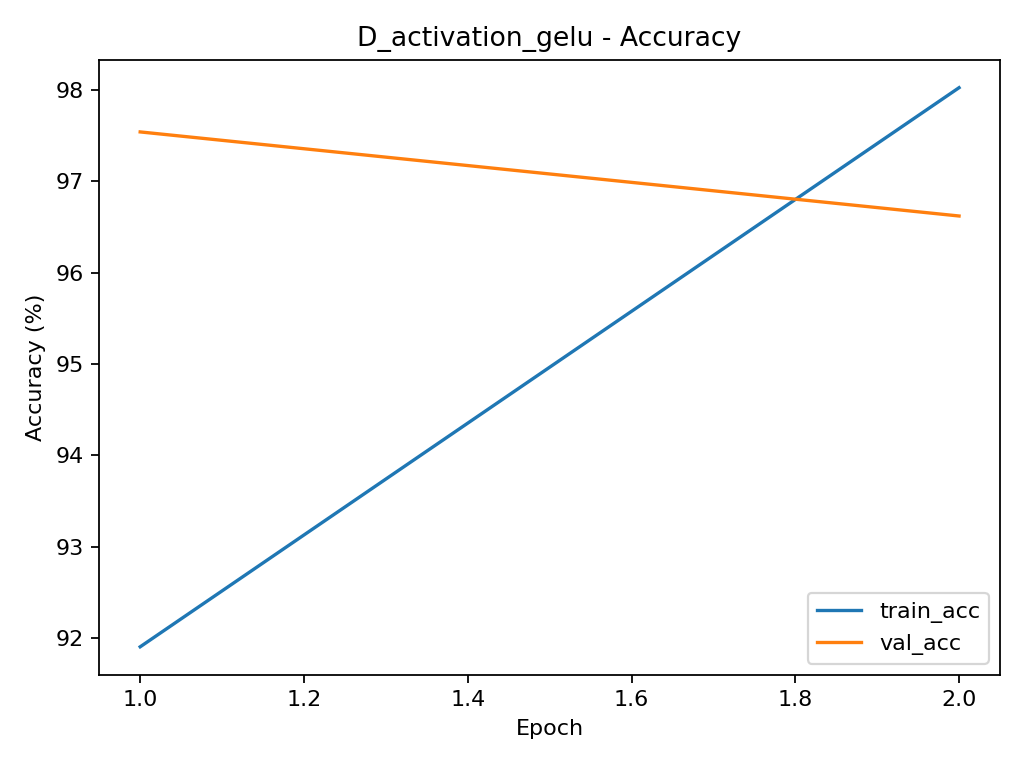 D_activation_gelu - Accuracy
98
97
96
95
94
93
92
Accuracy (%)
train_acc
val_acc
1.0 1.2 1.4 1.6 1.8 2.0
Epoch